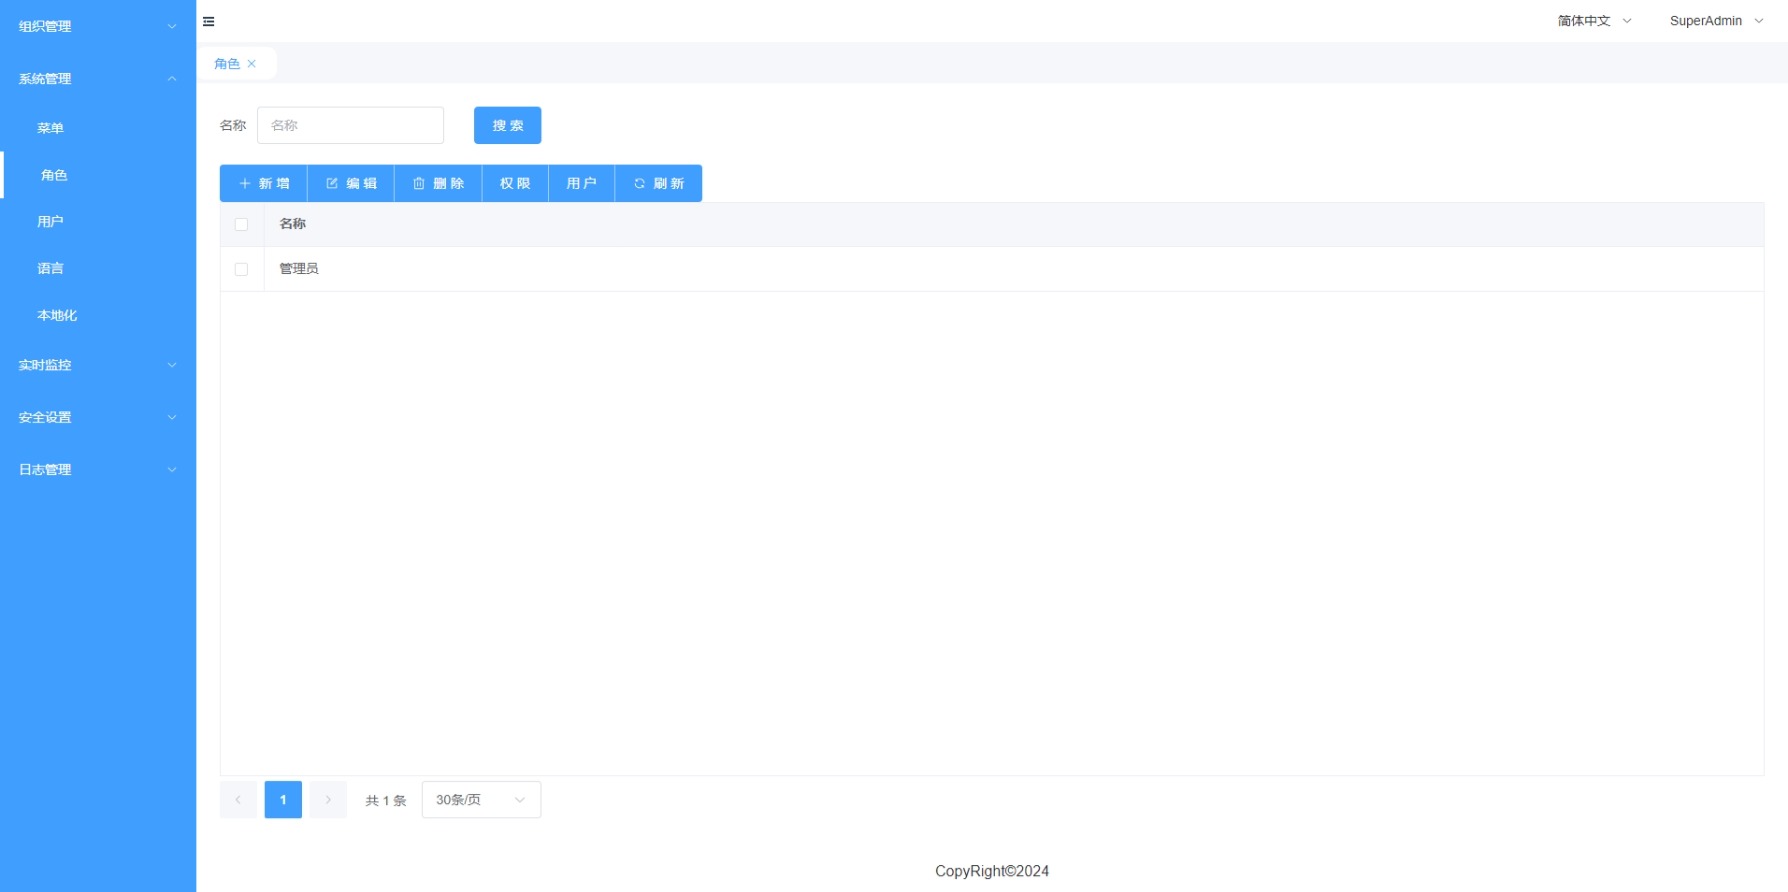 组织管理
系统管理
菜单
角色
用户
语言
本地化
实时监控
安全设置
日志管理
简体中文 SuperAdmin
角色
名称 名称 搜 索
新 增 编 辑 删 除 权 限 用 户 刷 新
名称
管理员
1 共 1 条 30条/页
CopyRight©2024